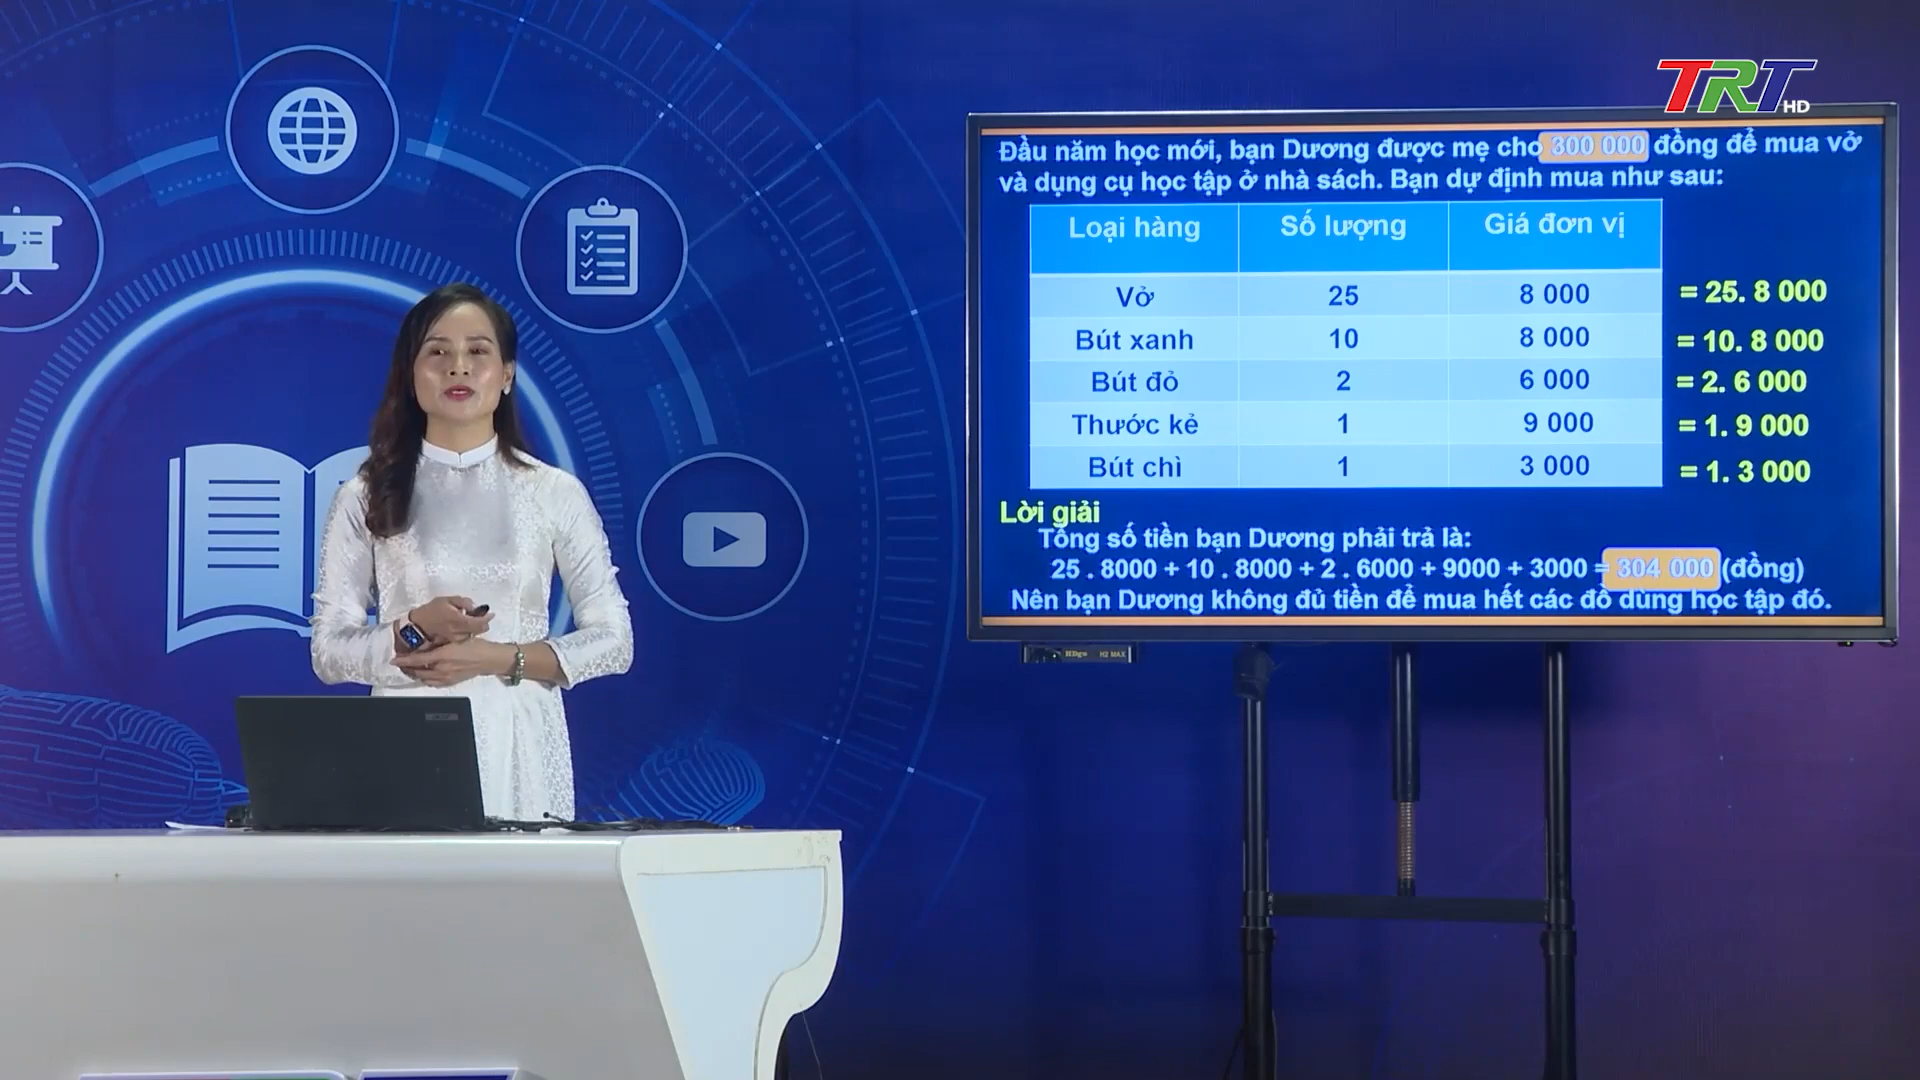 TRT HD
Đầu năm học mới, bạn Dương được mẹ cho 300 000 đồng để mua vở
và dụng cụ học tập ở nhà sách. Bạn dự định mua như sau:
Loại hàng Số lượng Giá đơn vị
Vở 25 8 000 = 25. 8 000
Bút xanh 10 8 000 = 10. 8 000
Bút đỏ 2 6 000 = 2. 6 000
Thước kẻ 1 9 000 = 1. 9 000
Bút chì 1 3 000 = 1. 3 000
Lời giải
Tổng số tiền bạn Dương phải trả là:
25 . 8000 + 10 . 8000 + 2 . 6000 + 9000 + 3000 = 304 000 (đồng)
Nên bạn Dương không đủ tiền để mua hết các đồ dùng học tập đó.
HDgo H2 MAX
acer